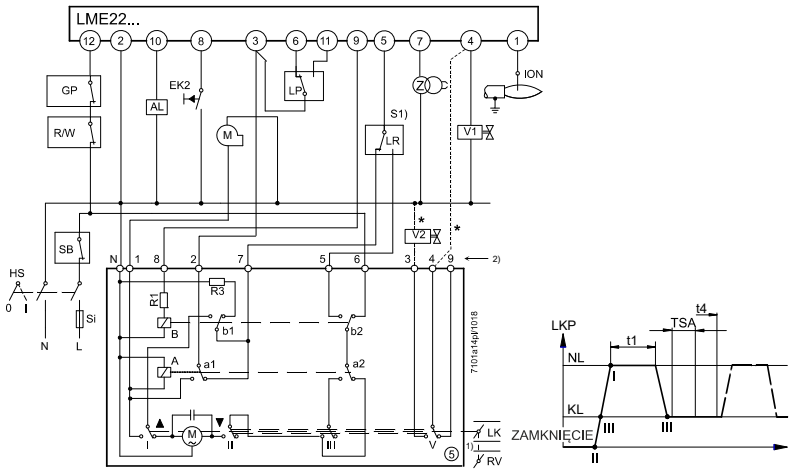 LME22...
12 2 10 8 3 6 11 9 5 7 4 1
GP
R/W
AL
EK2
M
LP
S1)
LR
Z
V1
ION
*
*
V2
SB
HS
0 I
Si
N L
N 1 8 2 7 5 6 3 4 9
2)
R1
R3
B
b1
b2
A
a1
a2
M
I
II
III
V
5
LK
1)
RV
7101a14pl/1018
LKP
NL
KL
t1
TSA
t4
I
III
III
II
ZAMKNIĘCIE